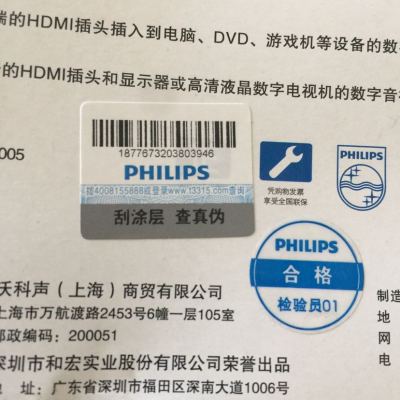 端的HDMI插头插入到电脑、DVD、游戏机等设备的数
的HDMI插头和显示器或高清液晶数字电视机的数字音
005
1877673203803946
PHILIPS
拨4008155888或登录www.t3315.com查询
刮涂层 查真伪
凭购物发票
享受全国联保
PHILIPS
PHILIPS
合格
检验员01
沃科声（上海）商贸有限公司
上海市万航渡路2453号6幢一层105室
邮政编码：200051
深圳市和宏实业股份有限公司荣誉出品
地 址：广东省深圳市福田区深南大道1006号
制造
地
网
电